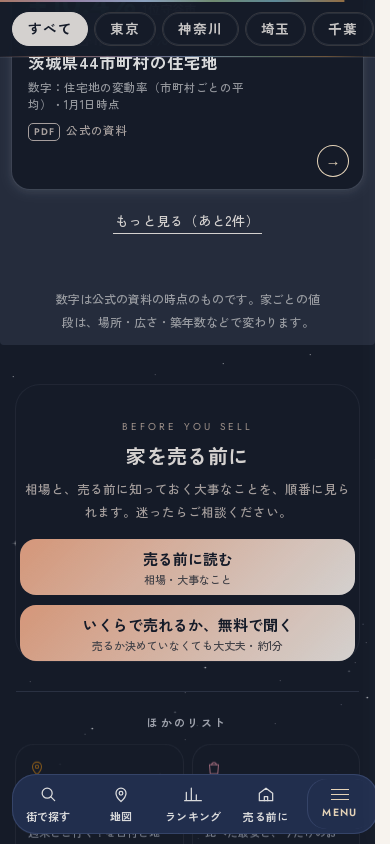 すべて
東京
神奈川
埼玉
千葉
茨城県44市町村の住宅地
数字：住宅地の変動率（市町村ごとの平
均）・1月1日時点
PDF 公式の資料
→
もっと見る（あと2件）
数字は公式の資料の時点のものです。家ごとの値
段は、場所・広さ・築年数などで変わります。
BEFORE YOU SELL
家を売る前に
相場と、売る前に知っておく大事なことを、順番に見ら
れます。迷ったらご相談ください。
売る前に読む
相場・大事なこと
いくらで売れるか、無料で聞く
売るか決めていなくても大丈夫・約1分
ほかのリスト
街で探す
地図
ランキング
売る前に
MENU